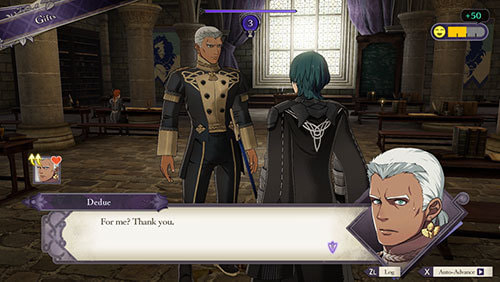 Gifts
3
+50
Dedue
For me? Thank you.
ZL Log
X Auto-Advance